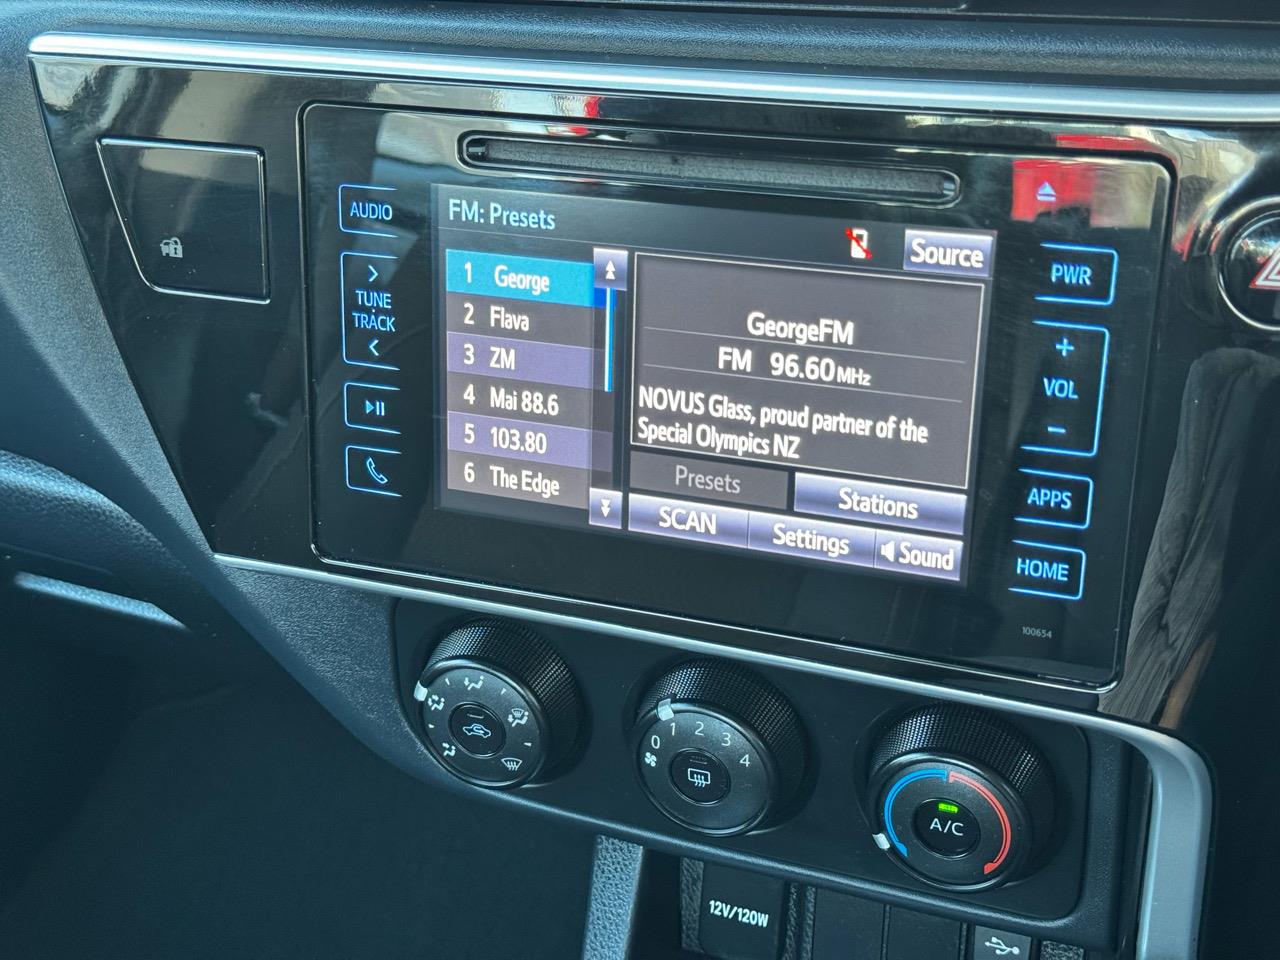 FM: Presets
Source
AUDIO
TUNE
TRACK
PWR
+
VOL
-
APPS
HOME
1 George
2 Flava
3 ZM
4 Mai 88.6
5 103.80
6 The Edge
GeorgeFM
FM 96.60MHz
NOVUS Glass, proud partner of the
Special Olympics NZ
Presets
Stations
SCAN
Settings
Sound
100654
0 1 2 3 4
A/C
12V/120W